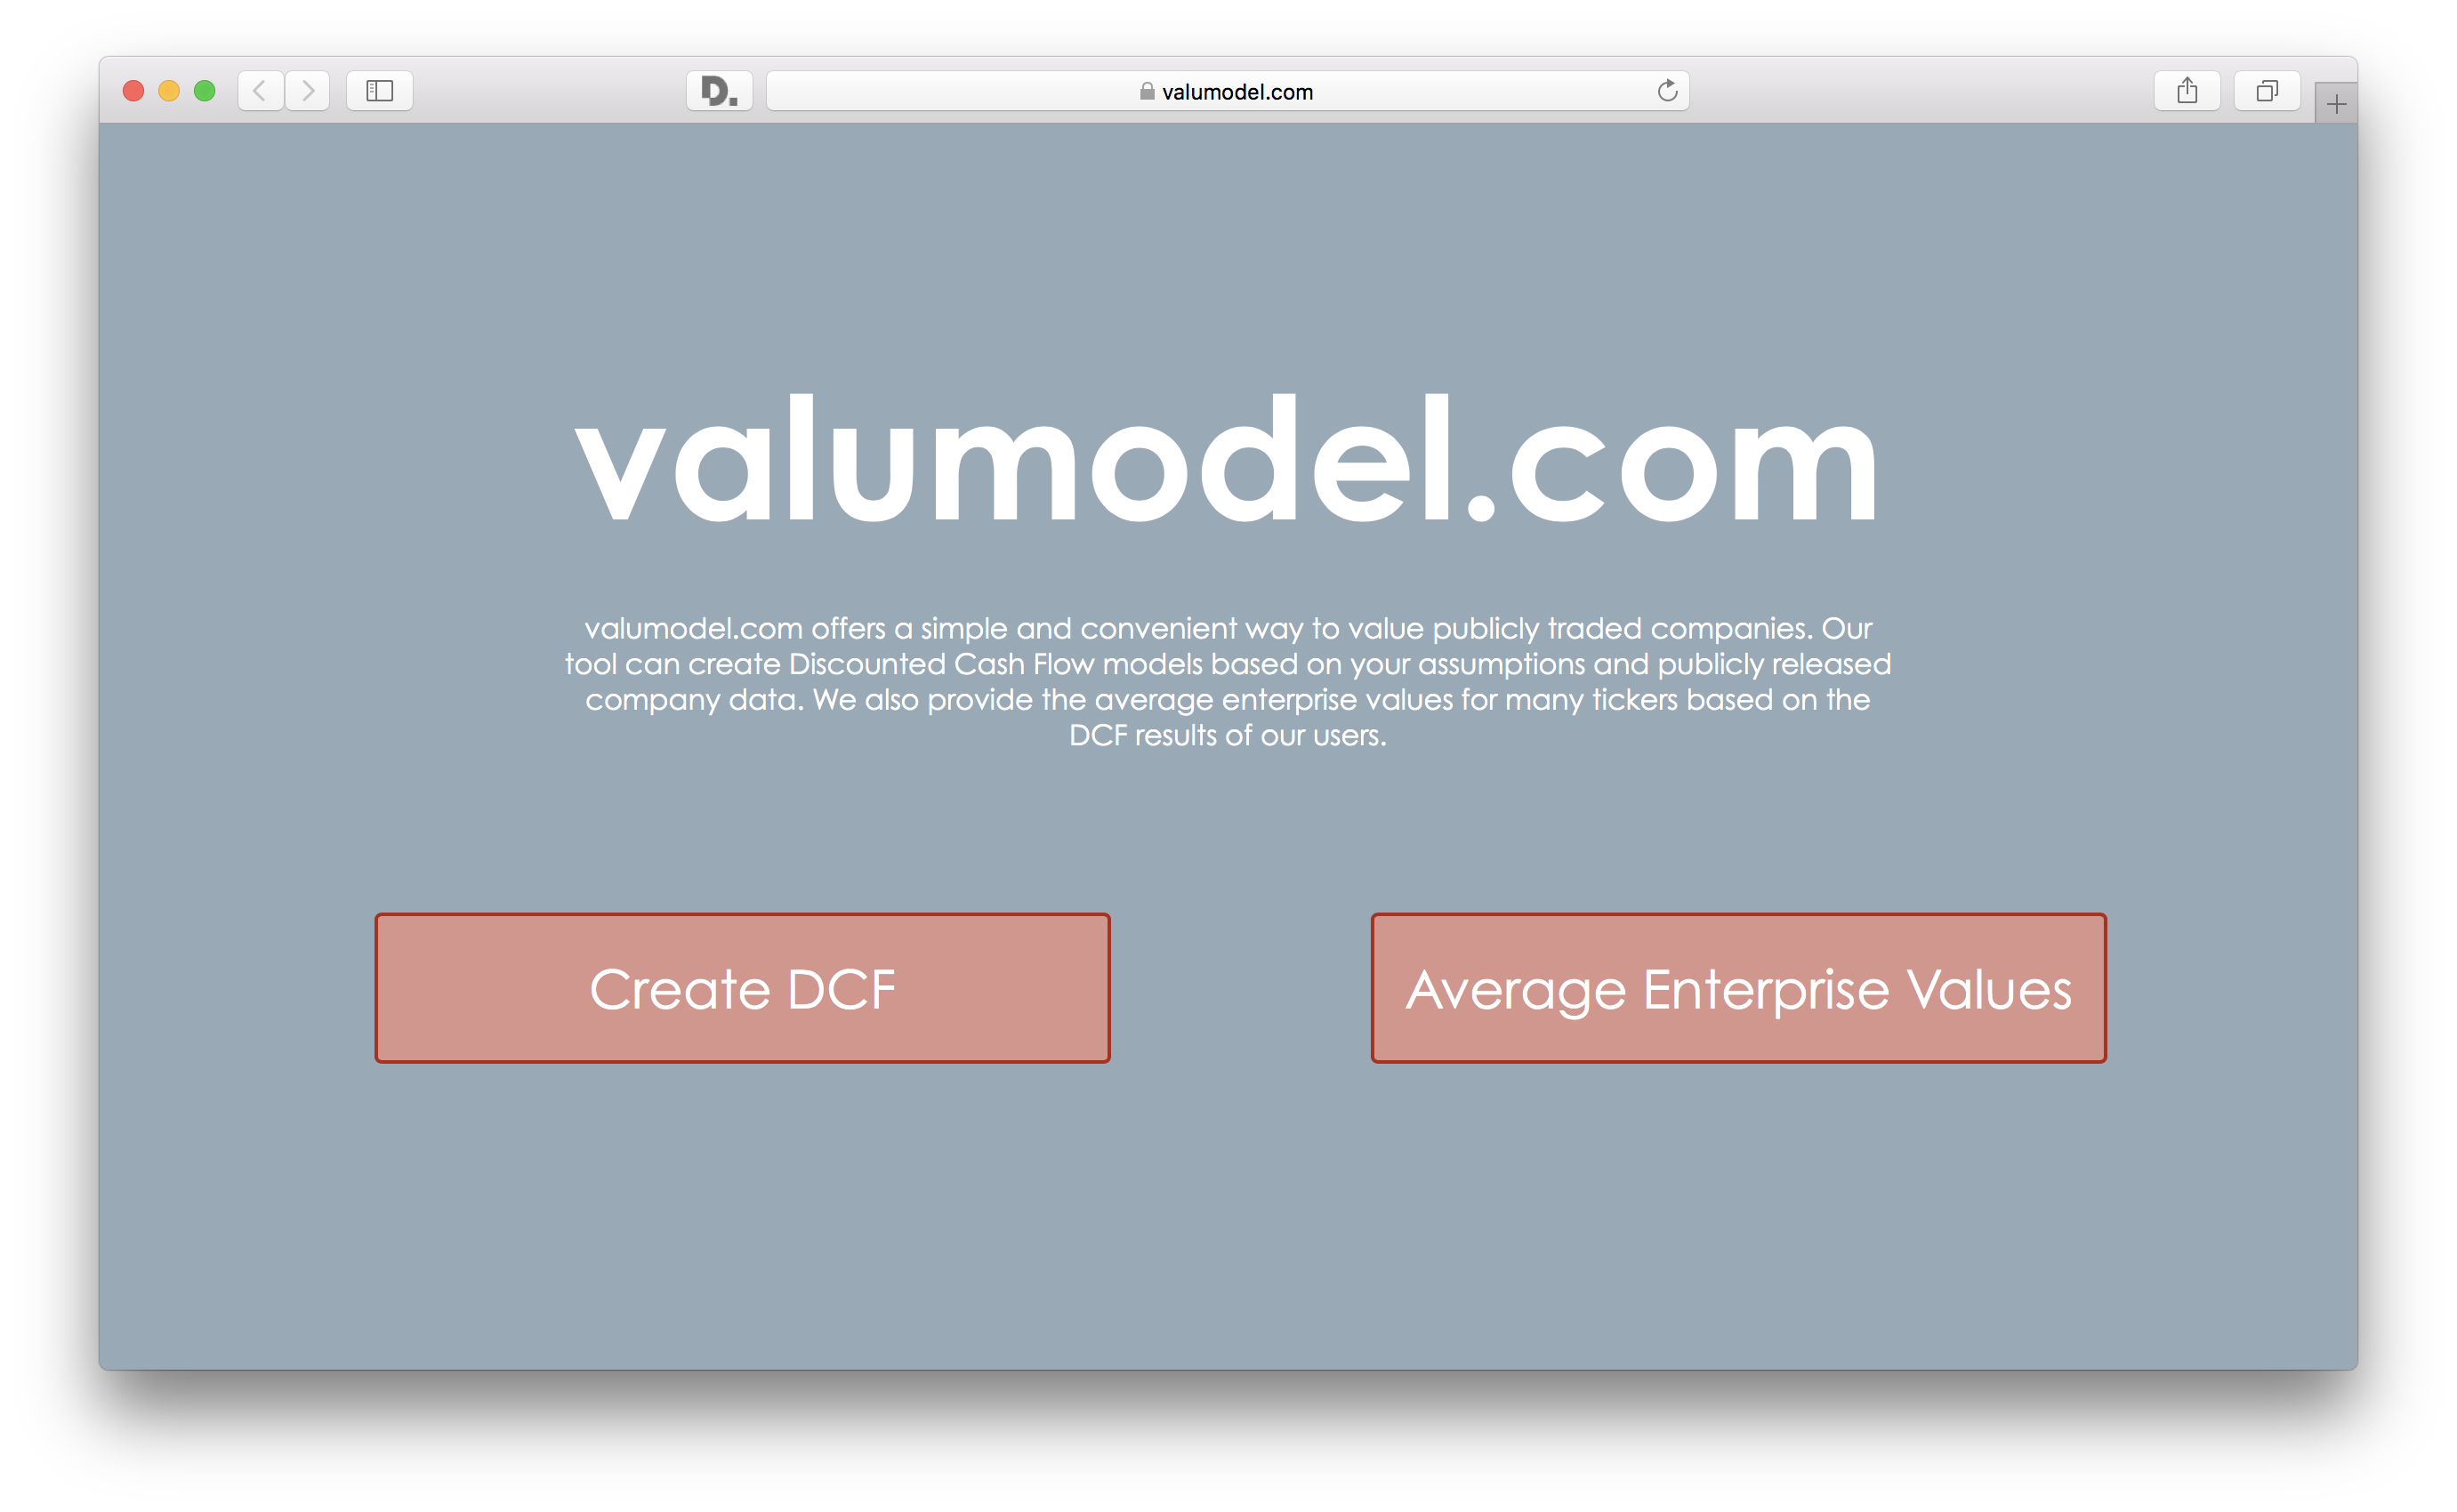 D.
valumodel.com
valumodel.com
valumodel.com offers a simple and convenient way to value publicly traded companies. Our
tool can create Discounted Cash Flow models based on your assumptions and publicly released
company data. We also provide the average enterprise values for many tickers based on the
DCF results of our users.
Create DCF
Average Enterprise Values